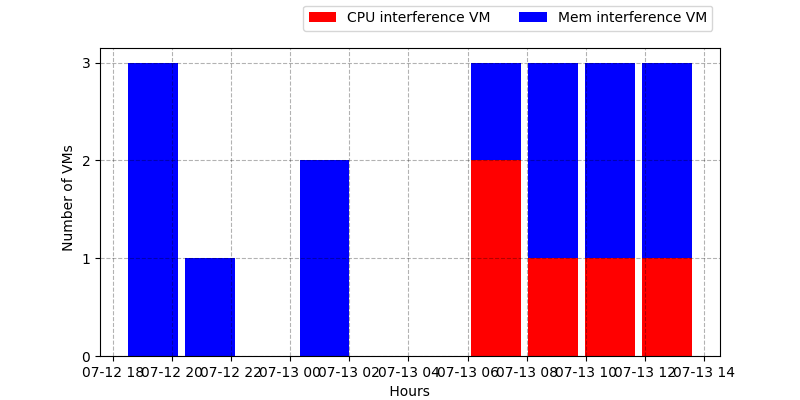 CPU interference VM Mem interference VM
3
2
1
0
Number of VMs
07-12 18 07-12 20 07-12 22 07-13 00 07-13 02 07-13 04 07-13 06 07-13 08 07-13 10 07-13 12 07-13 14
Hours